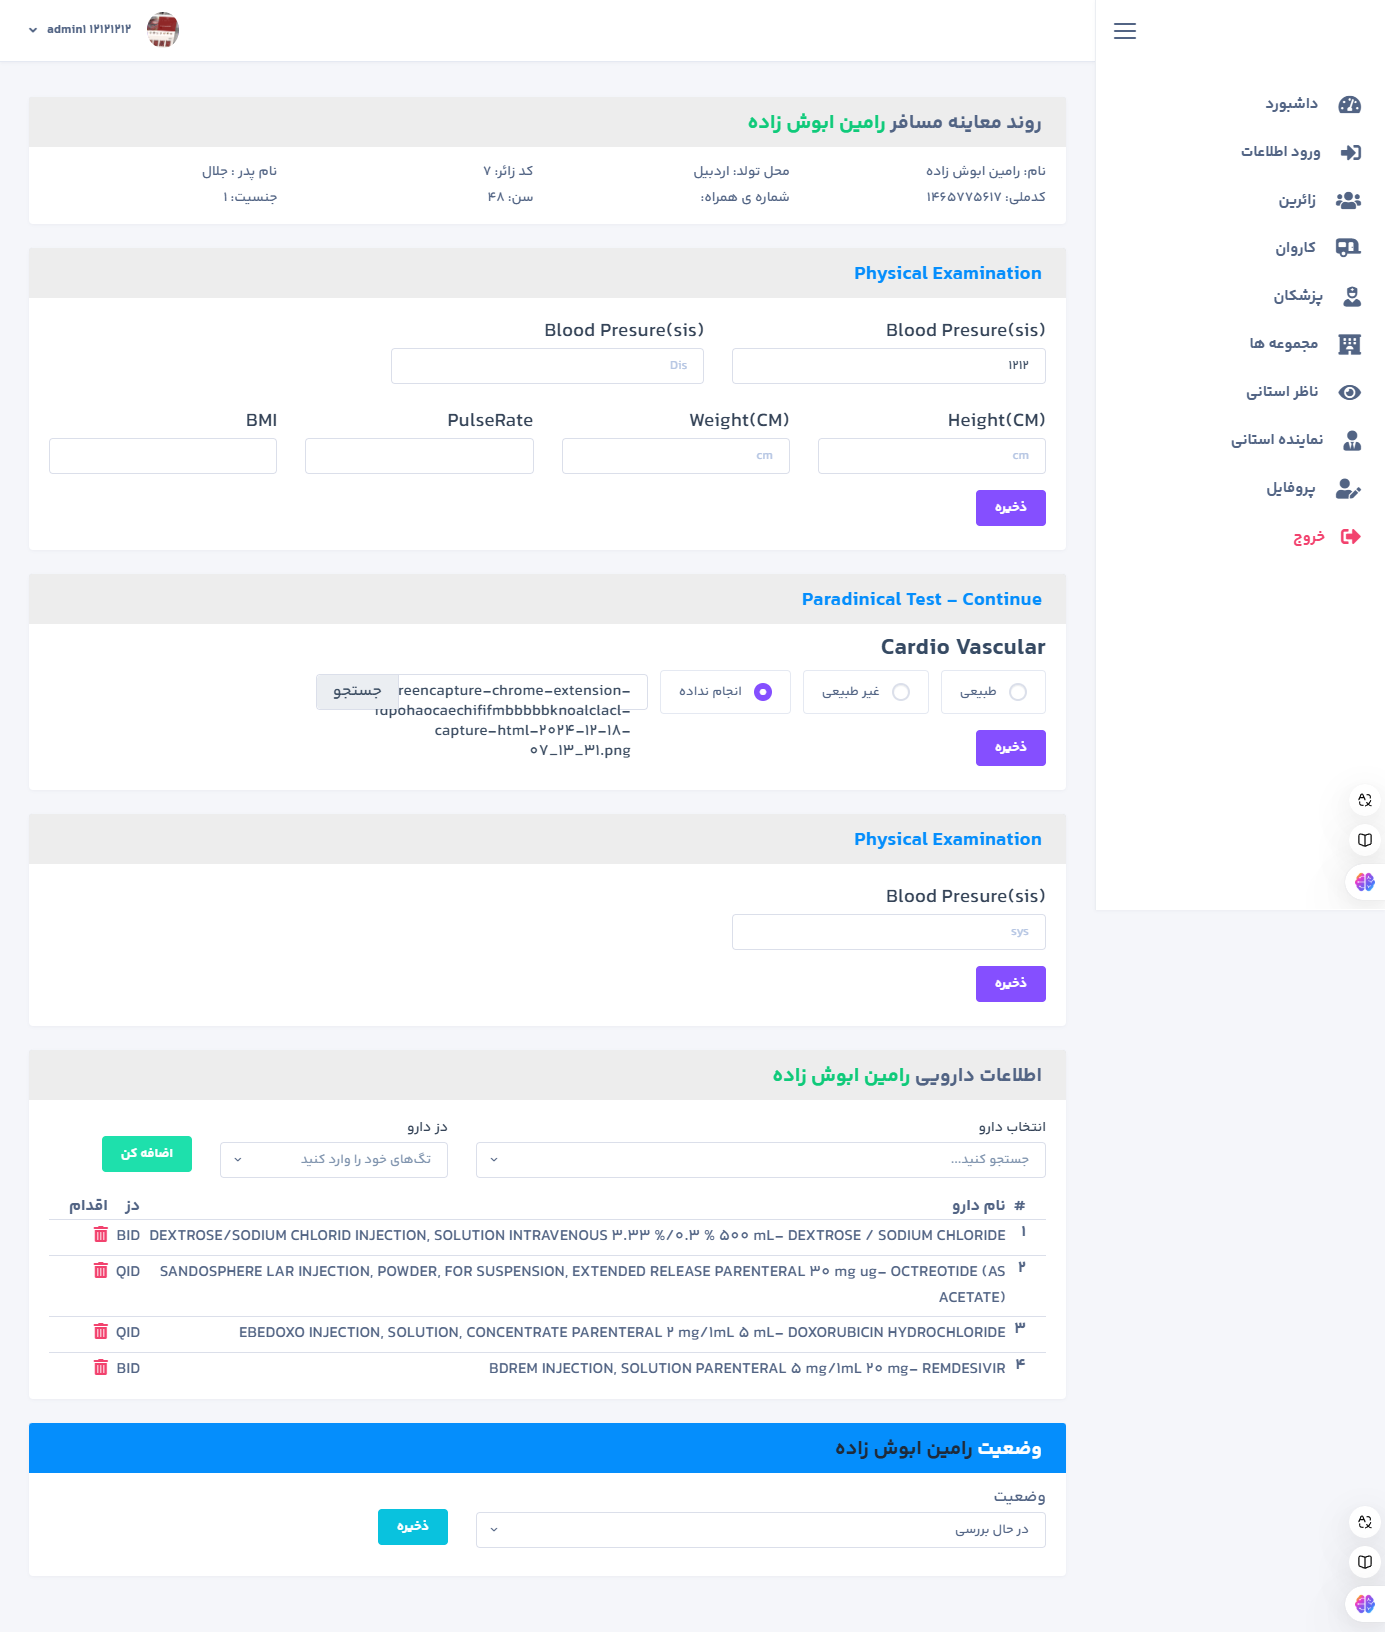 admin1 ۱۲۱۲۱۲۱۲
داشبورد
ورود اطلاعات
زائرین
کاروان
پزشکان
مجموعه ها
ناظر استانی
نماینده استانی
پروفایل
خروج
روند معاینه مسافر رامین ابوش زاده
نام: رامین ابوش زاده محل تولد: اردبیل کد زائر: ۷ نام پدر : جلال
کدملی: ۱۴۶۵۷۷۵۶۱۷ شماره ی همراه: سن: ۴۸ جنسیت: ۱
Physical Examination
Blood Presure(sis) Blood Presure(sis)
۱۲۱۲ Dis
Height(CM) Weight(CM) PulseRate BMI
cm cm
ذخیره
Paradinical Test - Continue
Cardio Vascular
طبیعی غیر طبیعی انجام نداده جستجو reencapture-chrome-extension-
capture-html-۲۰۲۴-۱۲-۱۸-
۰۷_۱۳_۳۱.png
ذخیره
Physical Examination
Blood Presure(sis)
sys
ذخیره
اطلاعات دارویی رامین ابوش زاده
انتخاب دارو دز دارو
جستجو کنید... تگ‌های خود را وارد کنید اضافه کن
# نام دارو دز اقدام
۱ DEXTROSE/SODIUM CHLORID INJECTION, SOLUTION INTRAVENOUS ۳.۳۳ %/۰.۳ % ۵۰۰ mL- DEXTROSE / SODIUM CHLORIDE BID
۲ SANDOSPHERE LAR INJECTION, POWDER, FOR SUSPENSION, EXTENDED RELEASE PARENTERAL ۳۰ mg ug- OCTREOTIDE (AS QID
ACETATE)
۳ EBEDOXO INJECTION, SOLUTION, CONCENTRATE PARENTERAL ۲ mg/۱mL ۵ mL- DOXORUBICIN HYDROCHLORIDE QID
۴ BDREM INJECTION, SOLUTION PARENTERAL ۵ mg/۱mL ۲۰ mg- REMDESIVIR BID
وضعیت رامین ابوش زاده
وضعیت
در حال بررسی ذخیره